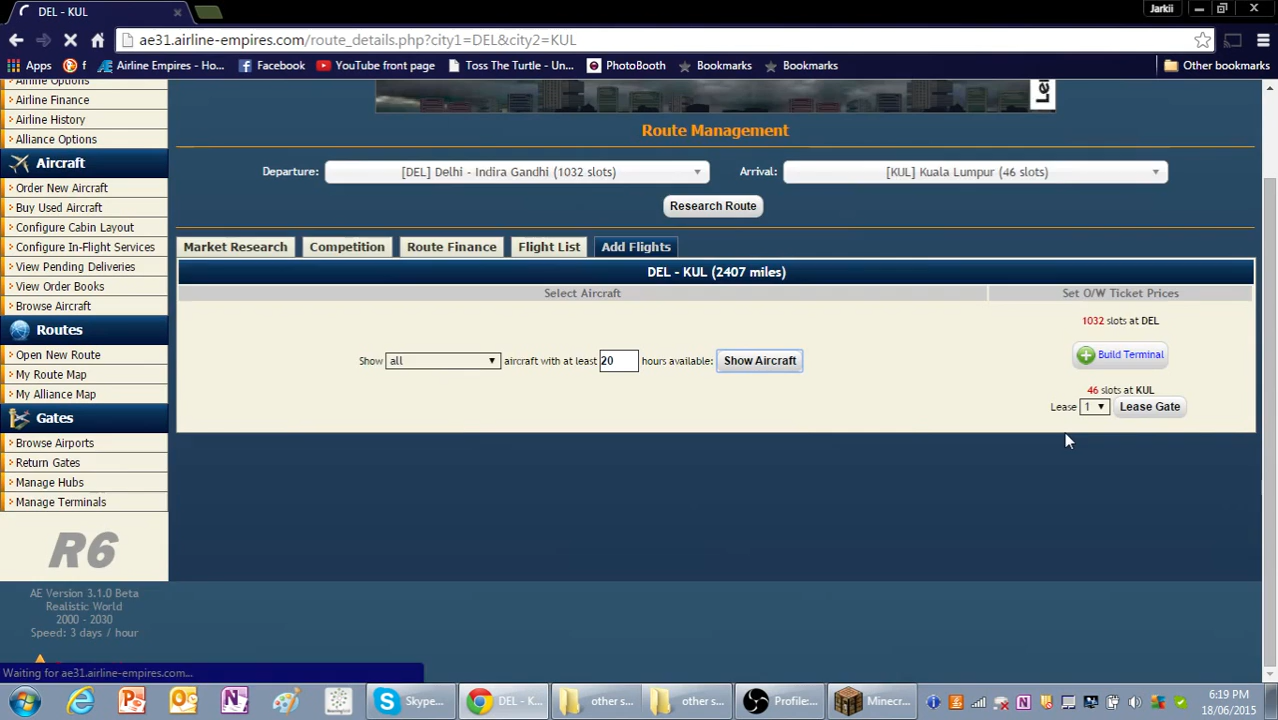 DEL - KUL
Jarkii
ae31.airline-empires.com/route_details.php?city1=DEL&city2=KUL
Apps
Airline Empires - Ho...
Facebook
YouTube front page
Toss The Turtle - Un...
PhotoBooth
Bookmarks
Bookmarks
Other bookmarks
Airline Options
Airline Finance
Airline History
Alliance Options
Aircraft
Order New Aircraft
Buy Used Aircraft
Configure Cabin Layout
Configure In-Flight Services
View Pending Deliveries
View Order Books
Browse Aircraft
Routes
Open New Route
My Route Map
My Alliance Map
Gates
Browse Airports
Return Gates
Manage Hubs
Manage Terminals
R6
AE Version 3.1.0 Beta
Realistic World
2000 - 2030
Speed: 3 days / hour
Route Management
Departure: [DEL] Delhi - Indira Gandhi (1032 slots) Arrival: [KUL] Kuala Lumpur (46 slots)
Research Route
Market Research Competition Route Finance Flight List Add Flights
DEL - KUL (2407 miles)
Select Aircraft Set O/W Ticket Prices
1032 slots at DEL
Build Terminal
Show all aircraft with at least 20 hours available: Show Aircraft
46 slots at KUL
Lease 1 Lease Gate
Waiting for ae31.airline-empires.com...
Skype...
DEL - K...
other s...
other s...
Profile:...
Minecr...
6:19 PM
18/06/2015